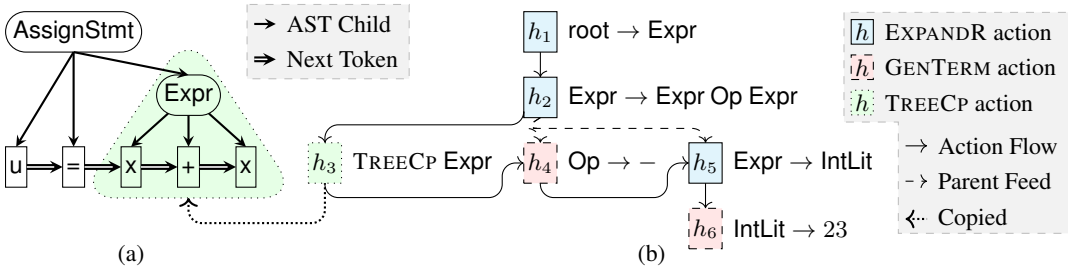 AssignStmt
→ AST Child
⇒ Next Token
Expr
u = x + x
(a)
h1 root → Expr
h2 Expr → Expr Op Expr
h3 TREECP Expr
h4 Op → −
h5 Expr → IntLit
h6 IntLit → 23
(b)
h EXPANDR action
h GENTERM action
h TREECP action
→ Action Flow
-→ Parent Feed
Copied